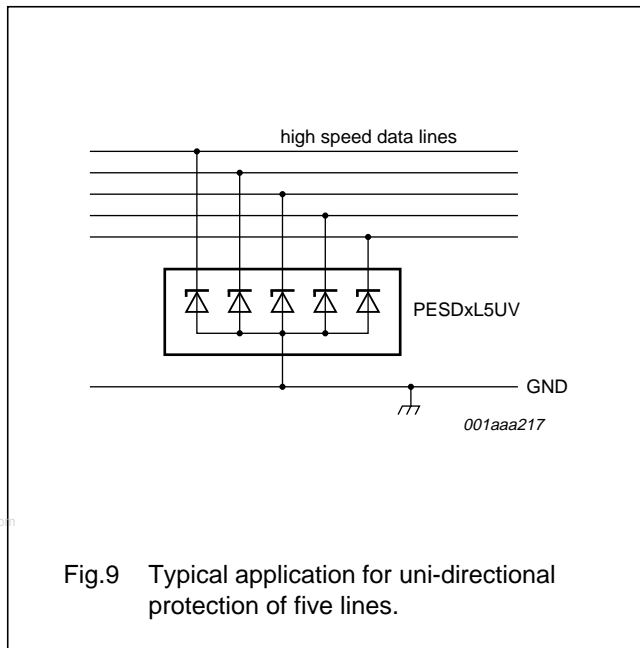 high speed data lines
PESDxL5UV
GND
001aaa217
Fig.9 Typical application for uni-directional
protection of five lines.